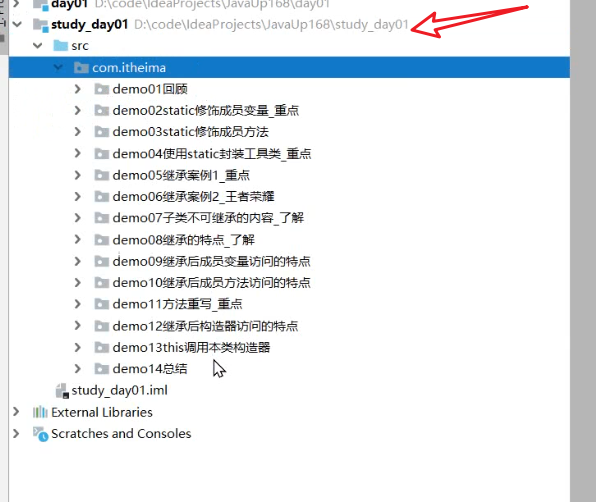 day01 D:\code\IdeaProjects\JavaUp168\day01
study_day01 D:\code\IdeaProjects\JavaUp168\study_day01
src
com.itheima
demo01回顾
demo02static修饰成员变量_重点
demo03static修饰成员方法
demo04使用static封装工具类_重点
demo05继承案例1_重点
demo06继承案例2_王者荣耀
demo07子类不可继承的内容_了解
demo08继承的特点_了解
demo09继承后成员变量访问的特点
demo10继承后成员方法访问的特点
demo11方法重写_重点
demo12继承后构造器访问的特点
demo13this调用本类构造器
demo14总结
study_day01.iml
External Libraries
Scratches and Consoles